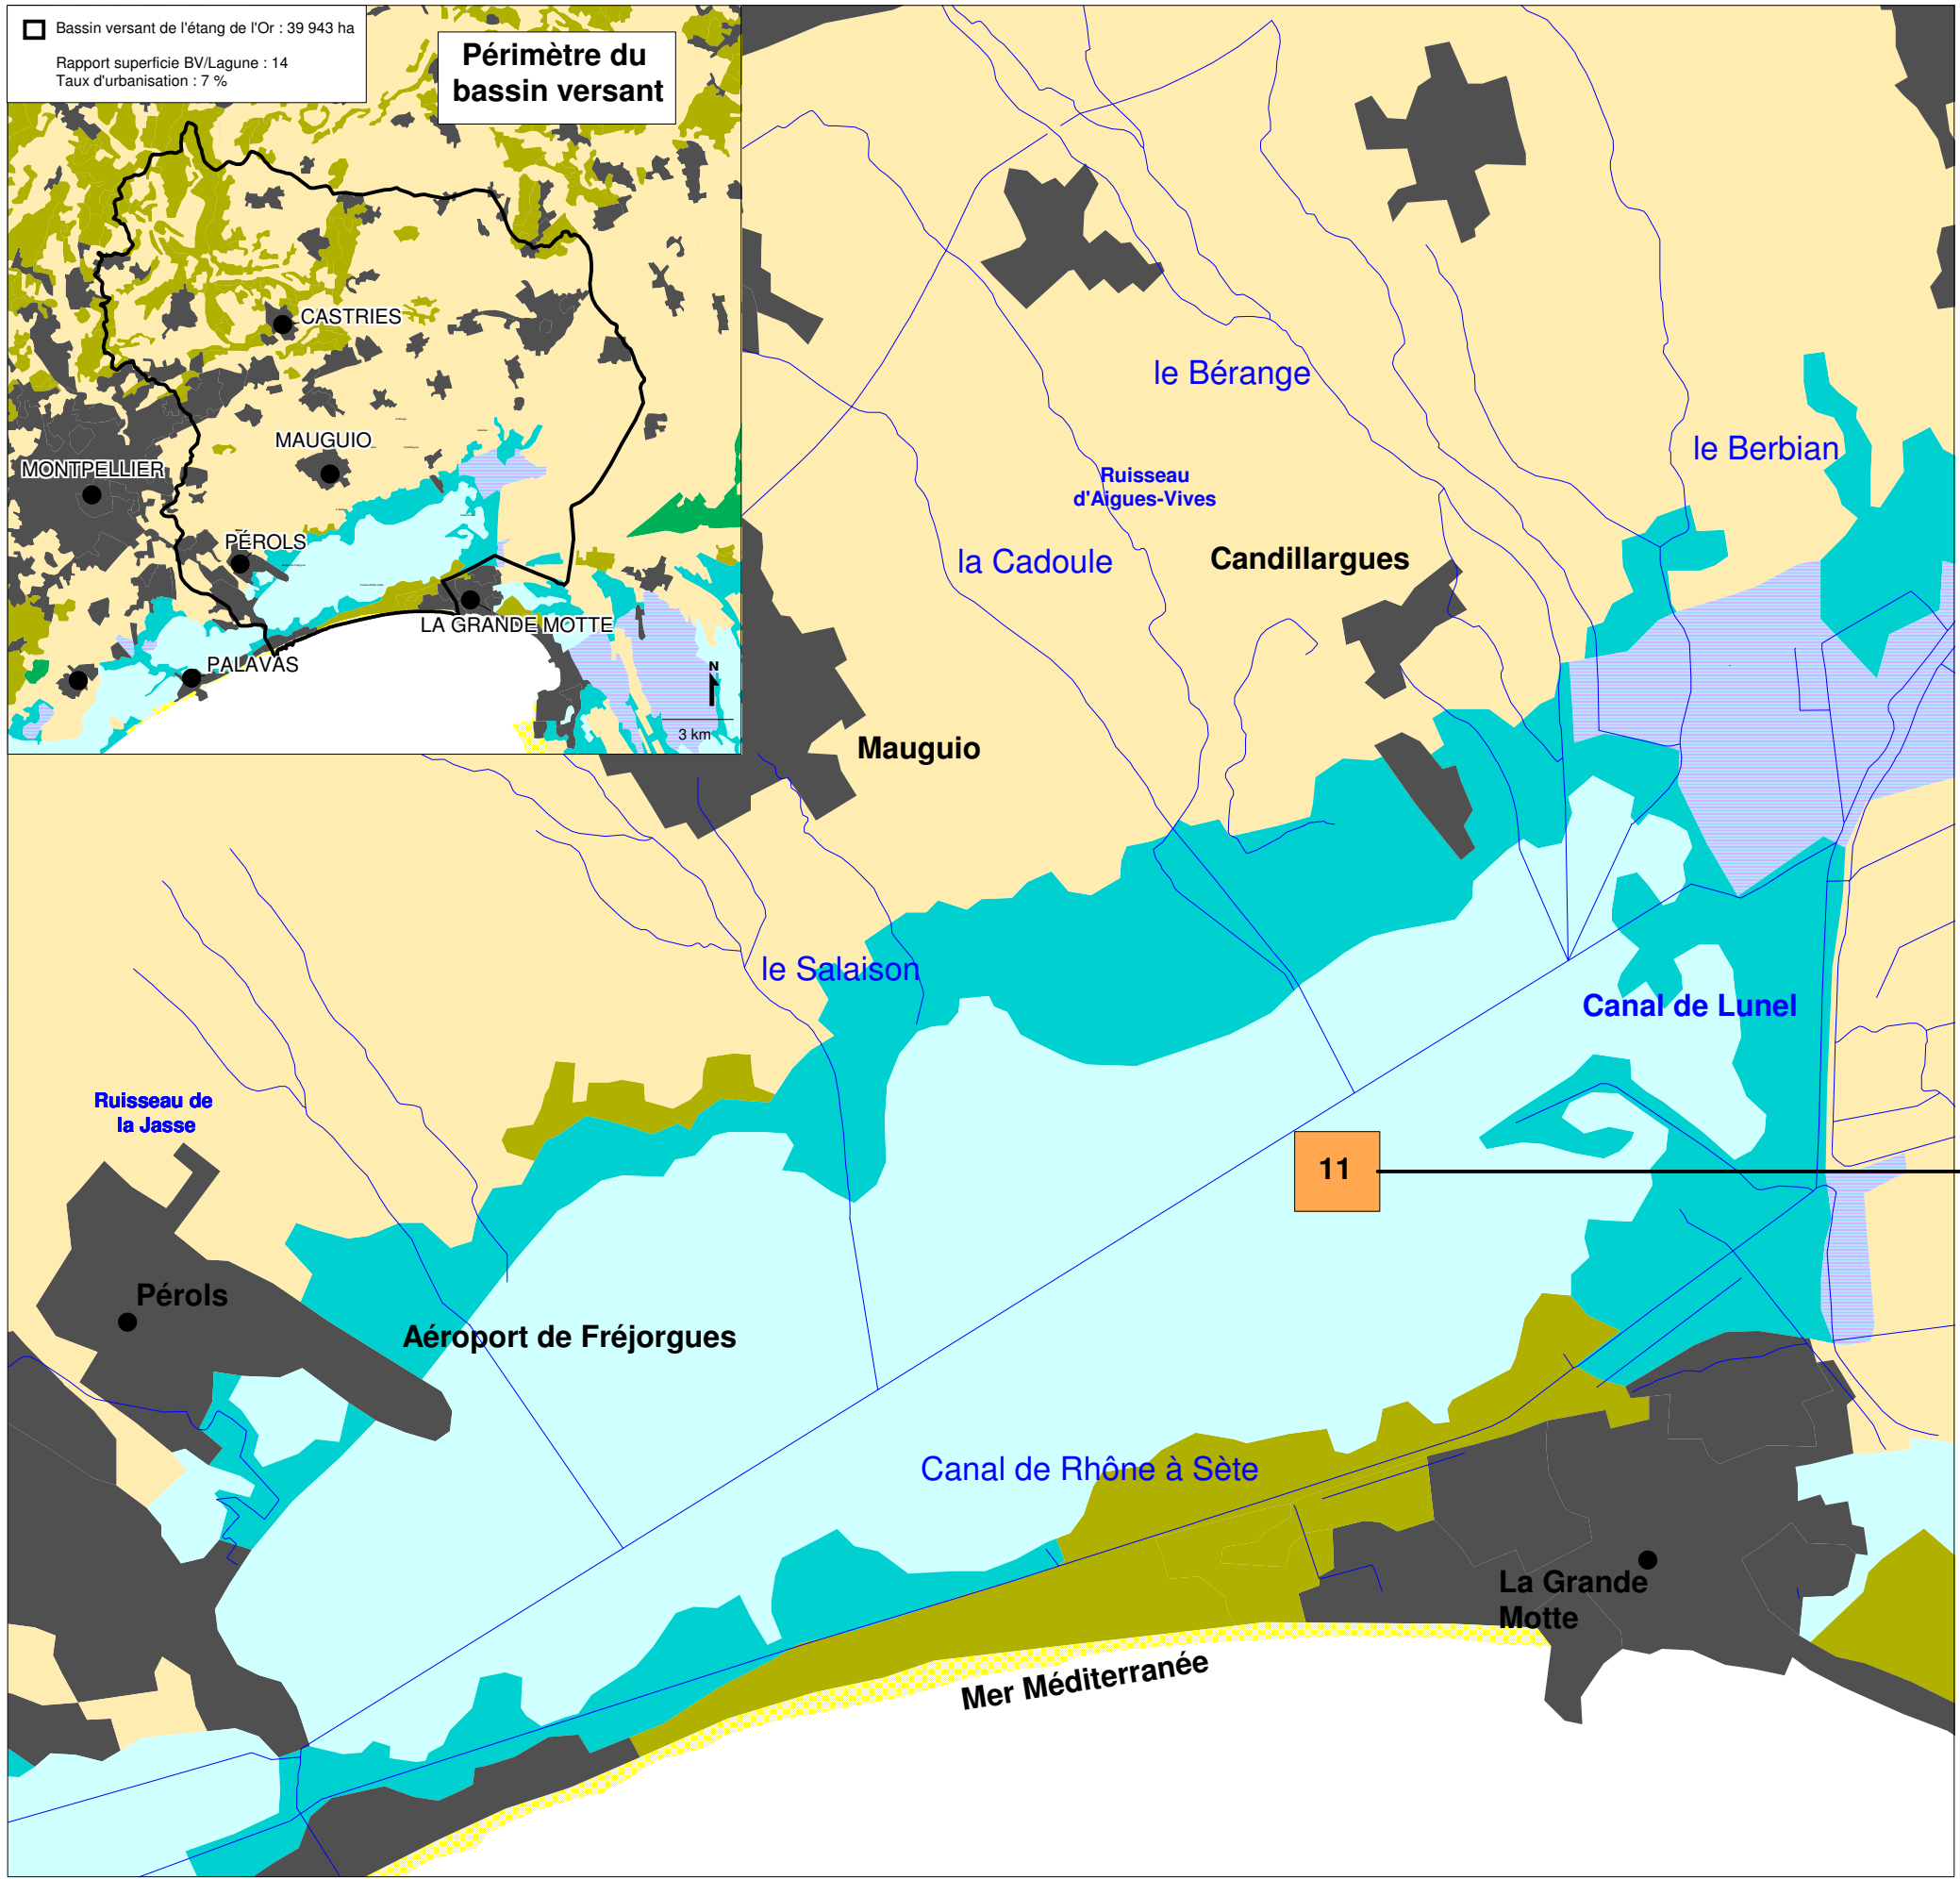 Bassin versant de l'étang de l'Or : 39 943 ha
Rapport superficie BV/Lagune : 14
Taux d'urbanisation : 7 %
Périmètre du
bassin versant
CASTRIES
MAUGUIO
MONTPELLIER
PÉROLS
LA GRANDE MOTTE
PALAVAS
N
3 km
le Bérange
le Berbian
Ruisseau
d'Aigues-Vives
la Cadoule
Candillargues
Mauguio
le Salaison
Canal de Lunel
Ruisseau de
la Jasse
11
Pérols
Aéroport de Fréjorgues
Canal de Rhône à Sète
La Grande
Motte
Mer Méditerranée